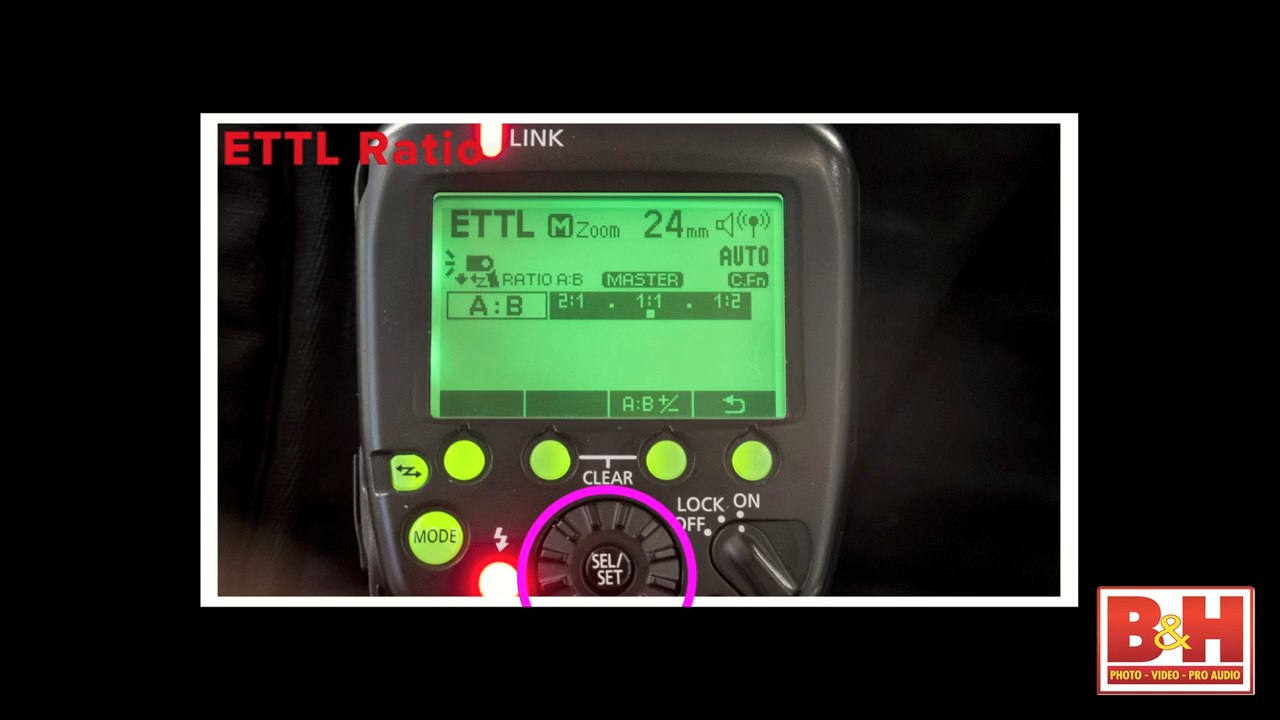 ETTL Ratio
LINK
ETTL M Zoom 24mm
AUTO
RATIO A:B MASTER C.Fn
A:B 2:1 . 1:1 . 1:2
A:B +/-
CLEAR
LOCK ON
OFF
MODE
SEL/
SET
B&H
PHOTO - VIDEO - PRO AUDIO